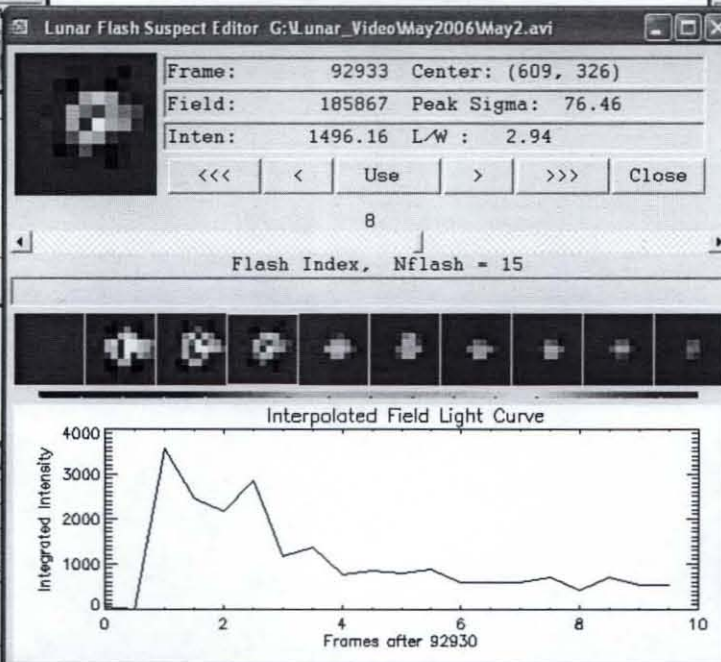 Lunar Flash Suspect Editor G:\Lunar_Video\May2006\May2.avi
Frame: 92933 Center: (609, 326)
Field: 185867 Peak Sigma: 76.46
Inten: 1496.16 L/W : 2.94
<<< < Use > >>> Close
8
Flash Index, Nflash = 15
Interpolated Field Light Curve
Integrated Intensity
4000
3000
2000
1000
0
0 2 4 6 8 10
Frames after 92930